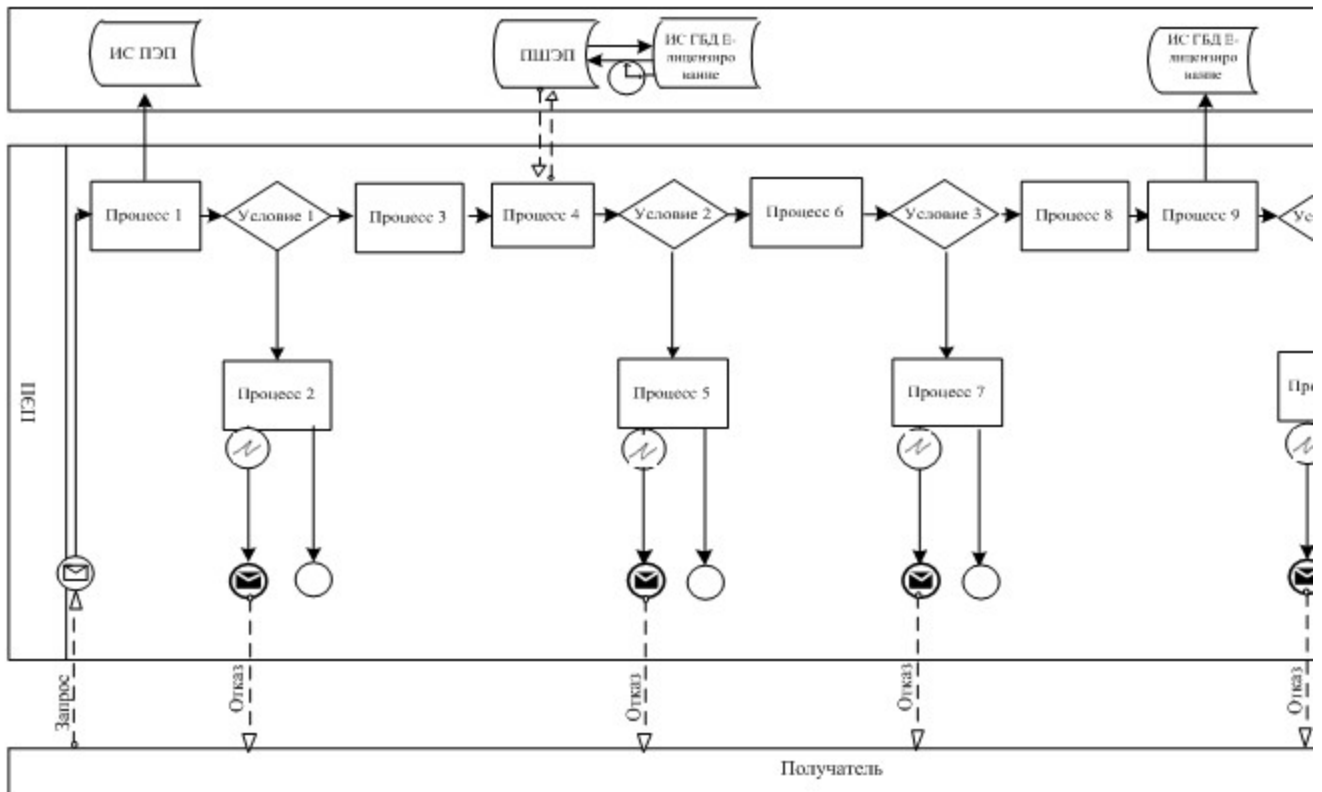 ИС ПЭП
ПШЭП
ИС ГБД Е-
лицензиро
вание
ИС ГБД Е-
лицензиро
вание
Процесс 1
Условие 1
Процесс 3
Процесс 4
Условие 2
Процесс 6
Условие 3
Процесс 8
Процесс 9
Усл
Процесс 2
Процесс 5
Процесс 7
Про
ПЭП
Запрос
Отказ
Отказ
Отказ
Отказ
Получатель